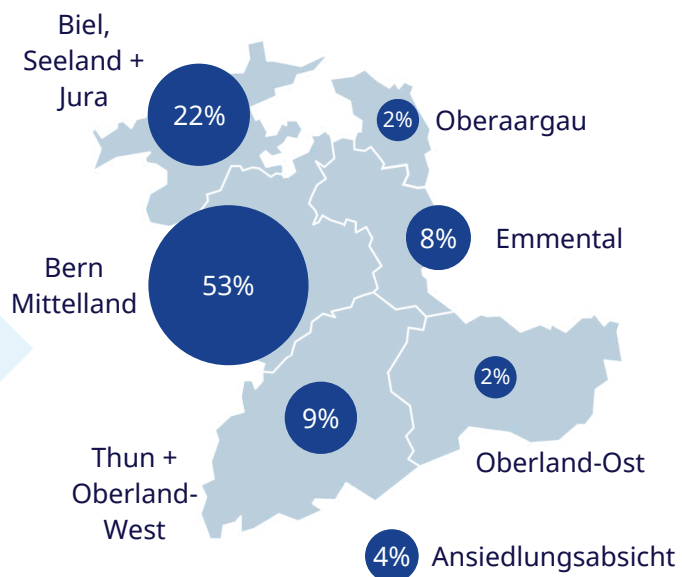 Biel,
Seeland +
Jura
22%
2%
Oberaargau
8%
Emmental
Bern
Mittelland
53%
2%
Oberland-Ost
9%
Thun +
Oberland-
West
4%
Ansiedlungsabsicht